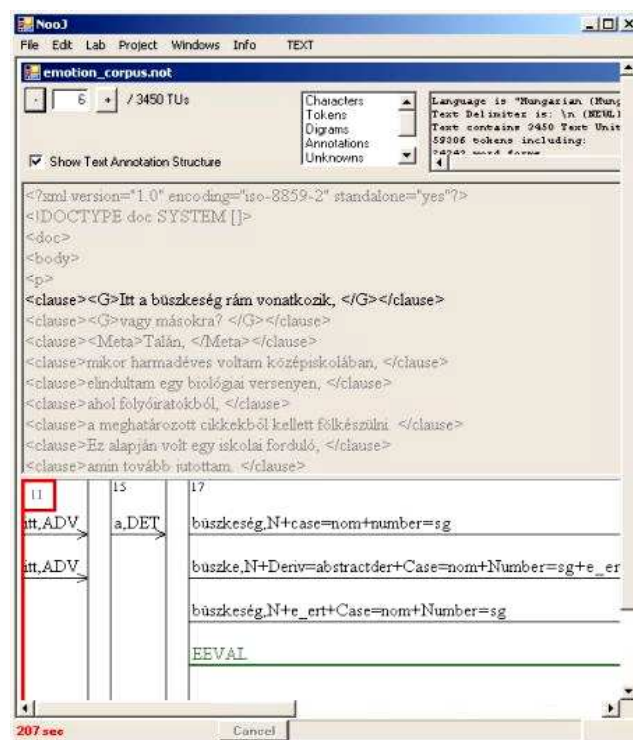 NooJ
File Edit Lab Project Windows Info TEXT
emotion_corpus.not
- 6 + / 3450 TUs
Characters
Tokens
Digrams
Annotations
Unknowns
Language is "Hungarian (Hung
Text Delimiter is: \n (NEWL)
Text contains 3450 Text Unit
59306 tokens including:
word forms
Show Text Annotation Structure
<?xml version="1.0" encoding="iso-8859-2" standalone="yes"?>
<!DOCTYPE doc SYSTEM []>
<doc>
<body>
<p>
<clause><G>Itt a büszkeség rám vonatkozik, </G></clause>
<clause><G>vagy másokra? </G></clause>
<clause><Meta>Talán, </Meta></clause>
<clause>mikor harmadéves voltam középiskolában, </clause>
<clause>elindultam egy biológiai versenyen, </clause>
<clause>ahol folyóiratokból, </clause>
<clause>a meghatározott cikkekből kellett fölkészülni. </clause>
<clause>Ez alapján volt egy iskolai forduló, </clause>
<clause>amin tovább jutottam. </clause>
11 15 17
itt,ADV a,DET büszkeség,N+case=nom+number=sg
itt,ADV büszke,N+Deriv=abstractder+Case=nom+Number=sg+e_er
büszkeség,N+e_ert+Case=nom+Number=sg
EEVAL
207 sec Cancel